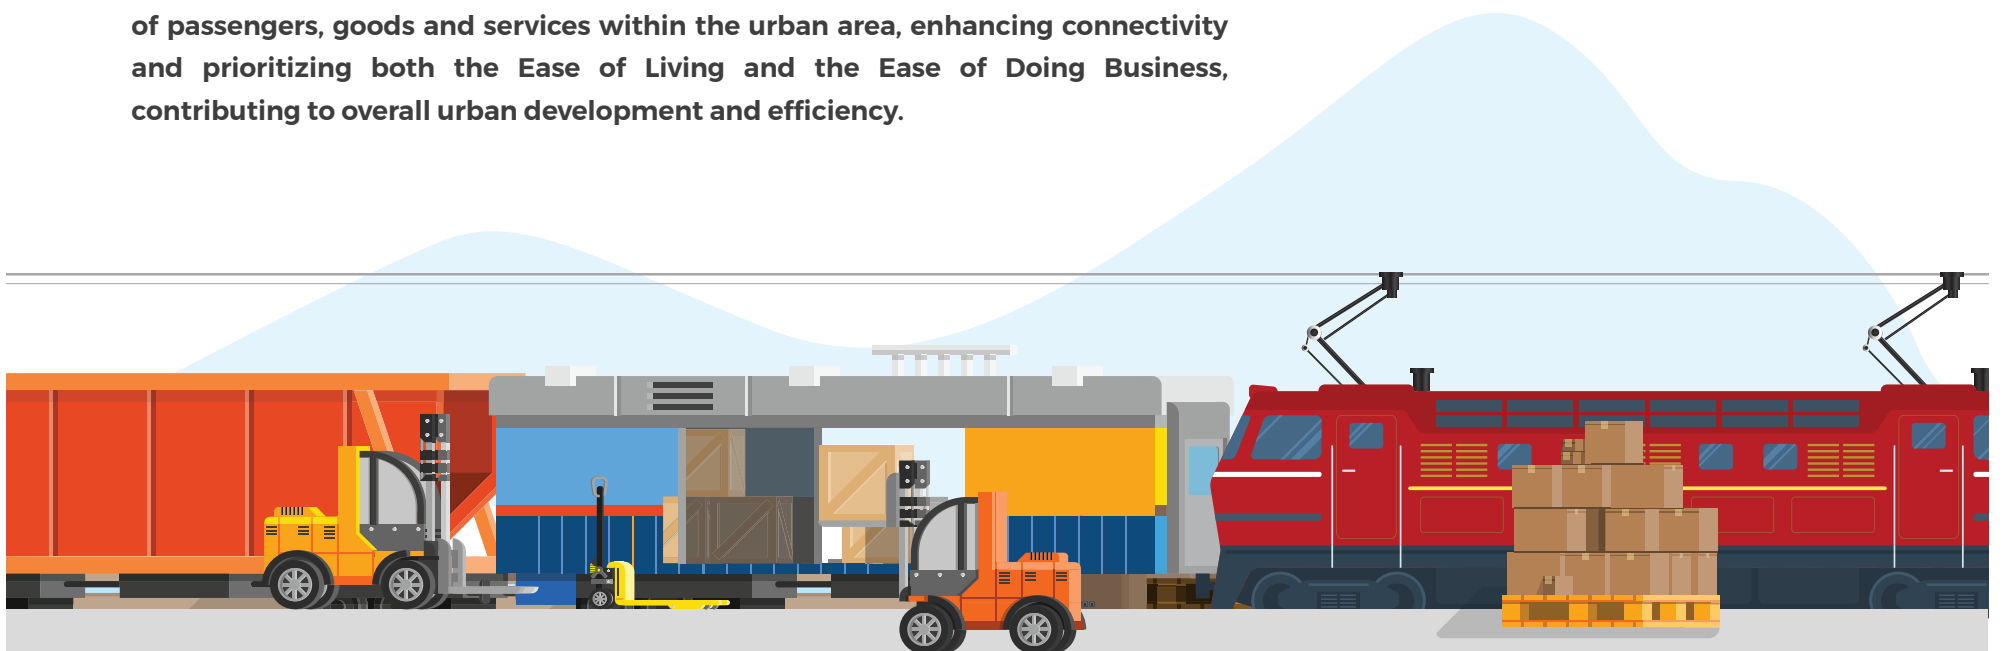 of passengers, goods and services within the urban area, enhancing connectivity
and prioritizing both the Ease of Living and the Ease of Doing Business,
contributing to overall urban development and efficiency.